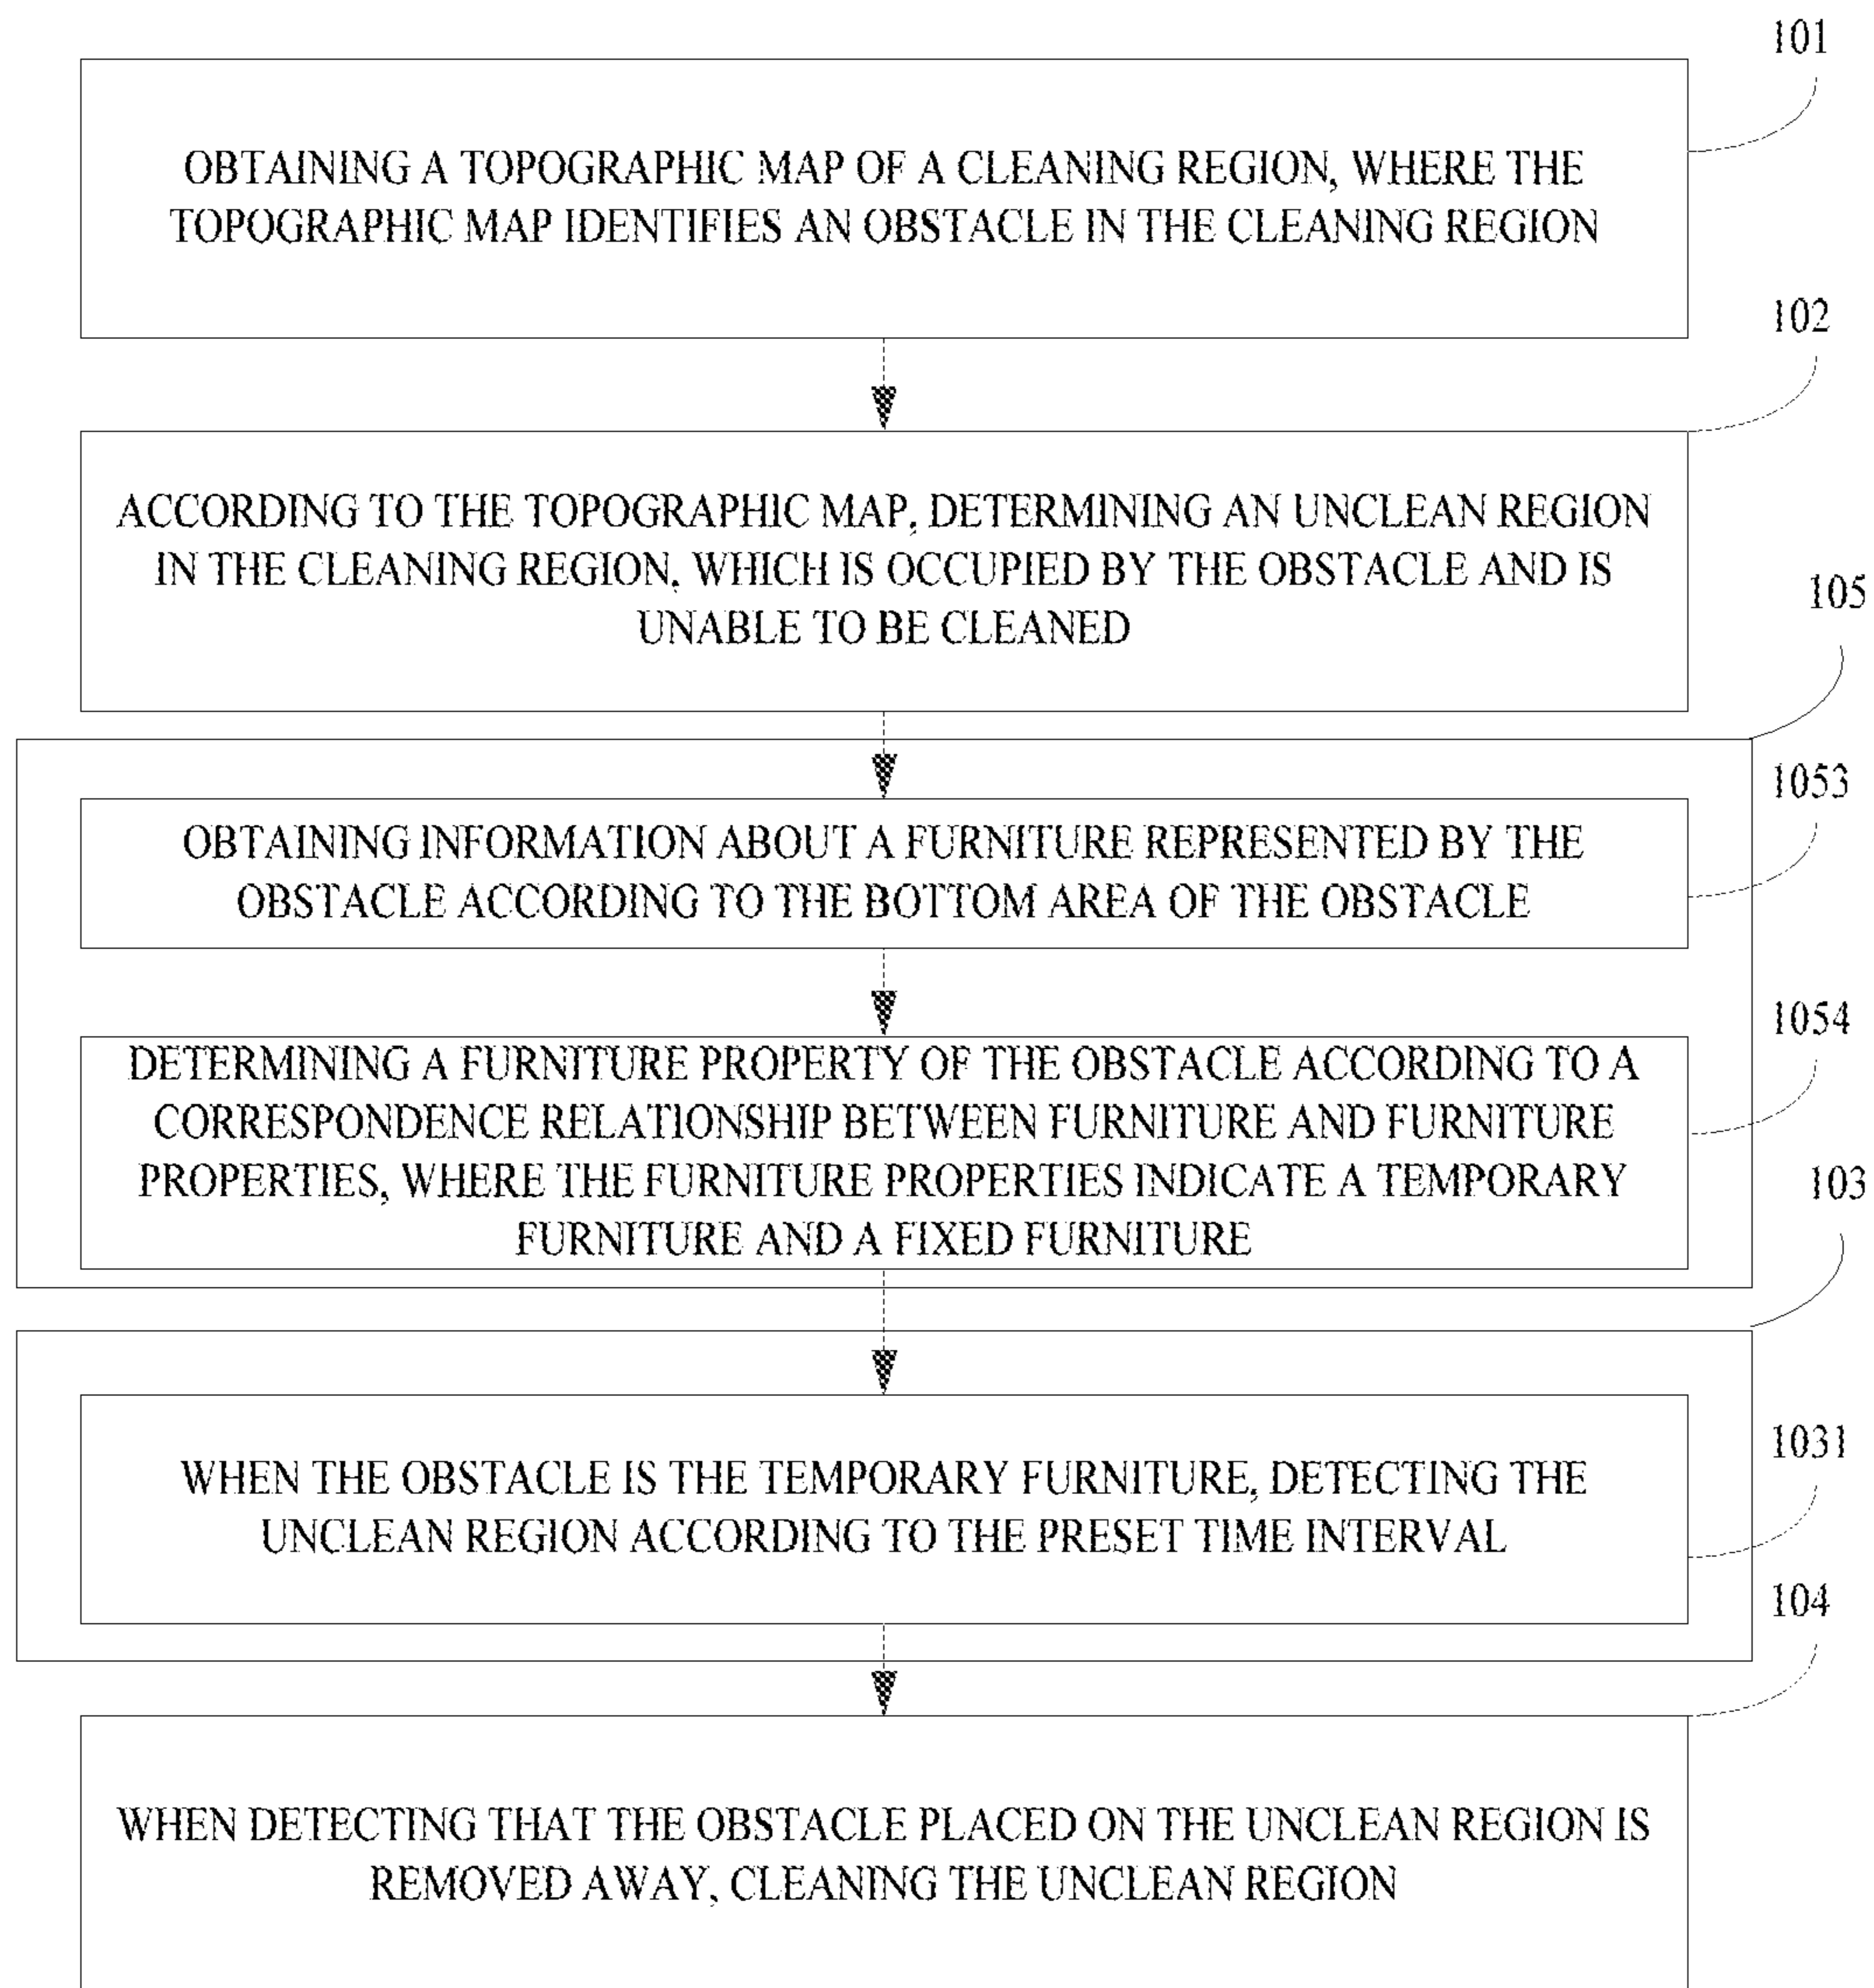 101
OBTAINING A TOPOGRAPHIC MAP OF A CLEANING REGION, WHERE THE
TOPOGRAPHIC MAP IDENTIFIES AN OBSTACLE IN THE CLEANING REGION
102
ACCORDING TO THE TOPOGRAPHIC MAP, DETERMINING AN UNCLEAN REGION
IN THE CLEANING REGION, WHICH IS OCCUPIED BY THE OBSTACLE AND IS
UNABLE TO BE CLEANED
105
1053
OBTAINING INFORMATION ABOUT A FURNITURE REPRESENTED BY THE
OBSTACLE ACCORDING TO THE BOTTOM AREA OF THE OBSTACLE
1054
DETERMINING A FURNITURE PROPERTY OF THE OBSTACLE ACCORDING TO A
CORRESPONDENCE RELATIONSHIP BETWEEN FURNITURE AND FURNITURE
PROPERTIES, WHERE THE FURNITURE PROPERTIES INDICATE A TEMPORARY
FURNITURE AND A FIXED FURNITURE
103
1031
WHEN THE OBSTACLE IS THE TEMPORARY FURNITURE, DETECTING THE
UNCLEAN REGION ACCORDING TO THE PRESET TIME INTERVAL
104
WHEN DETECTING THAT THE OBSTACLE PLACED ON THE UNCLEAN REGION IS
REMOVED AWAY, CLEANING THE UNCLEAN REGION